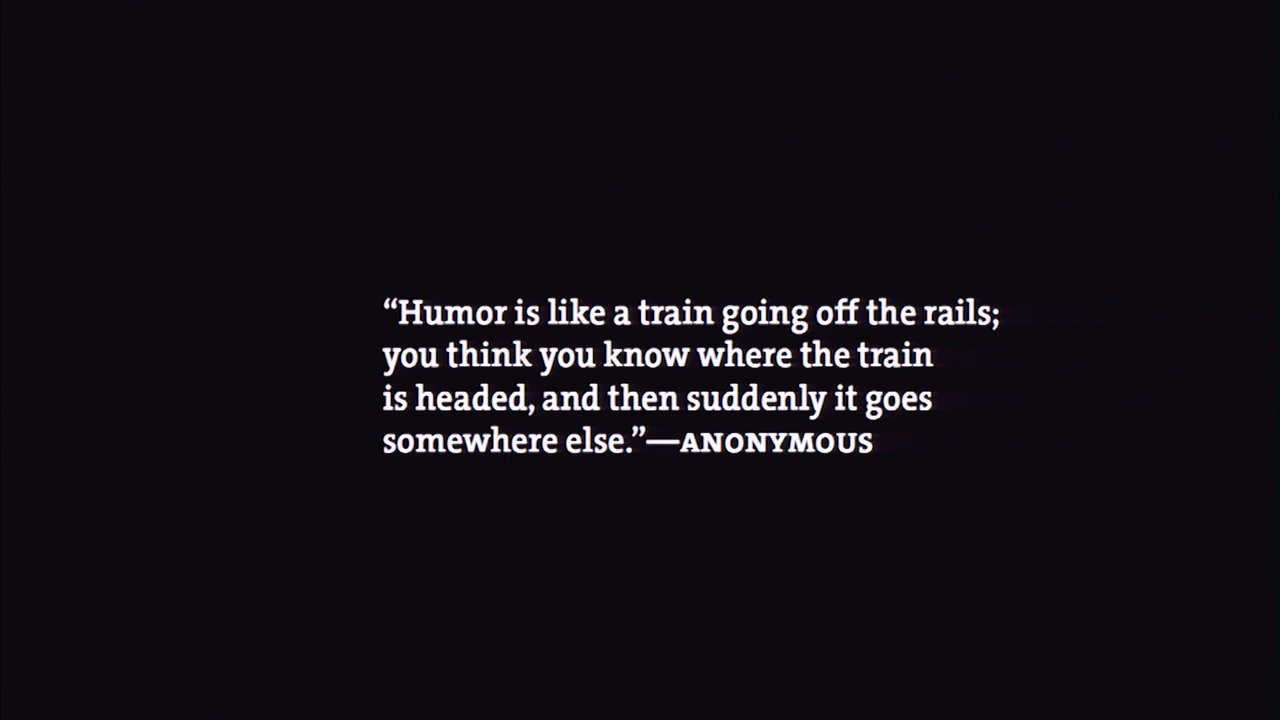 “Humor is like a train going off the rails;
you think you know where the train
is headed, and then suddenly it goes
somewhere else.”—ANONYMOUS